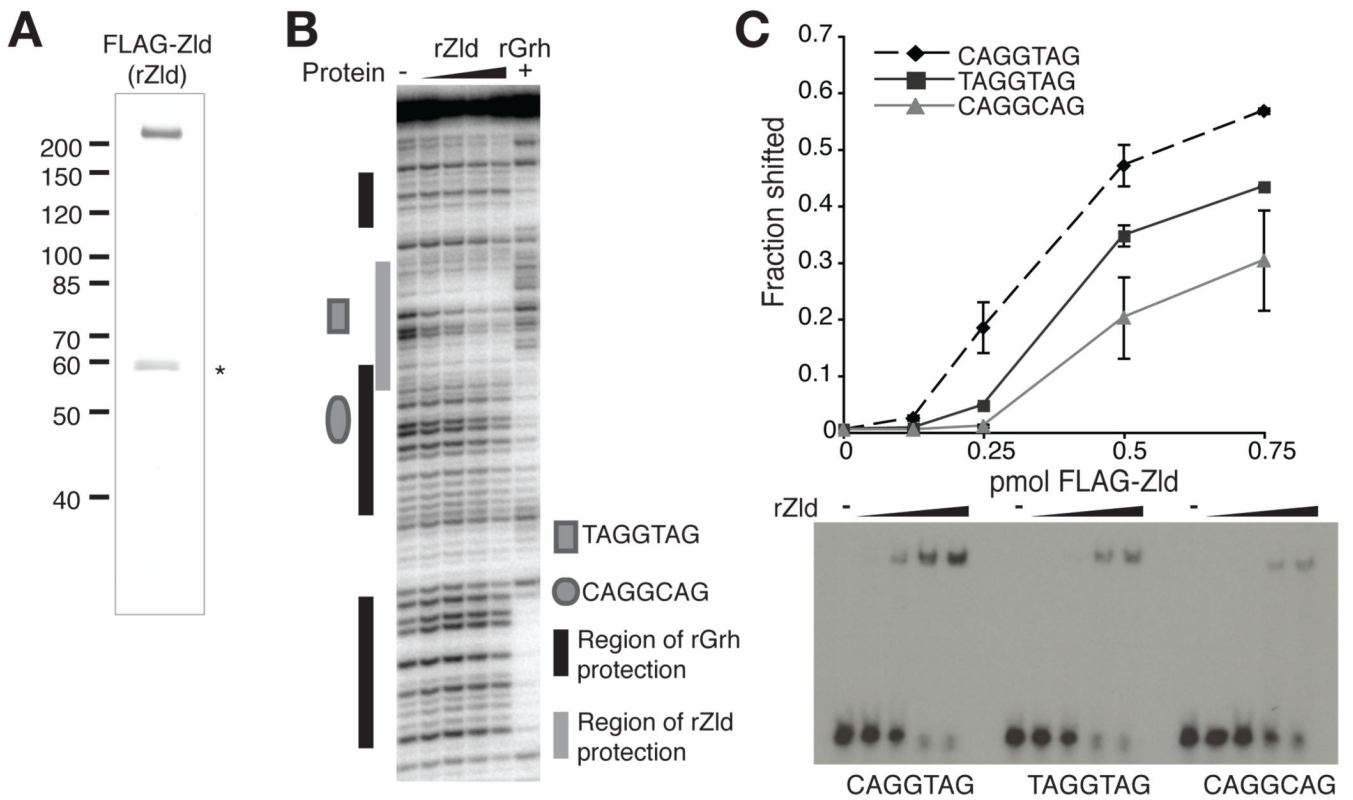 A
FLAG-Zld
(rZld)
200
150
120
100
85
70
60
50
40
*
B
rZld rGrh
Protein - +
TAGGTAG
CAGGCAG
Region of rGrh
protection
Region of rZld
protection
C
0.7
0.6
0.5
0.4
0.3
0.2
0.1
0
Fraction shifted
CAGGTAG
TAGGTAG
CAGGCAG
0 0.25 0.5 0.75
pmol FLAG-Zld
rZld - - -
CAGGTAG TAGGTAG CAGGCAG